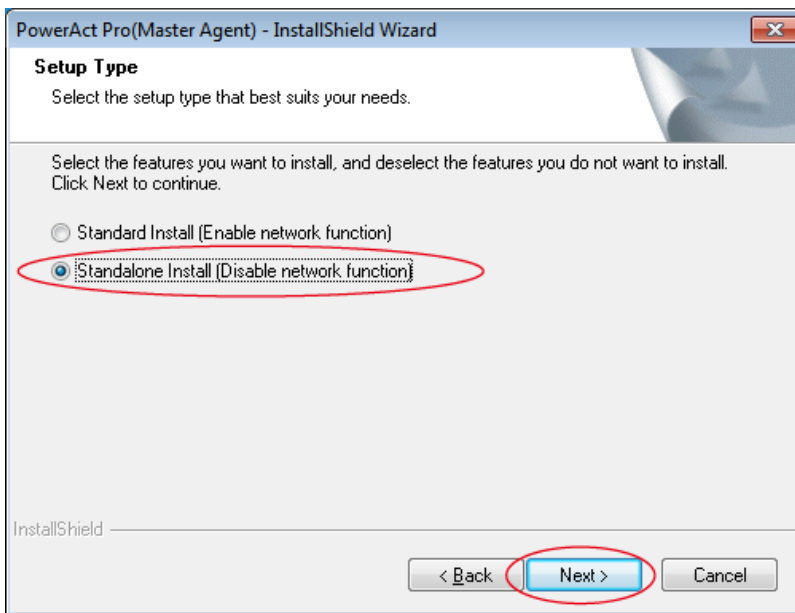 PowerAct Pro(Master Agent) - InstallShield Wizard
Setup Type
Select the setup type that best suits your needs.
Select the features you want to install, and deselect the features you do not want to install.
Click Next to continue.
Standard Install (Enable network function)
Standalone Install (Disable network function)
InstallShield
< Back
Next >
Cancel